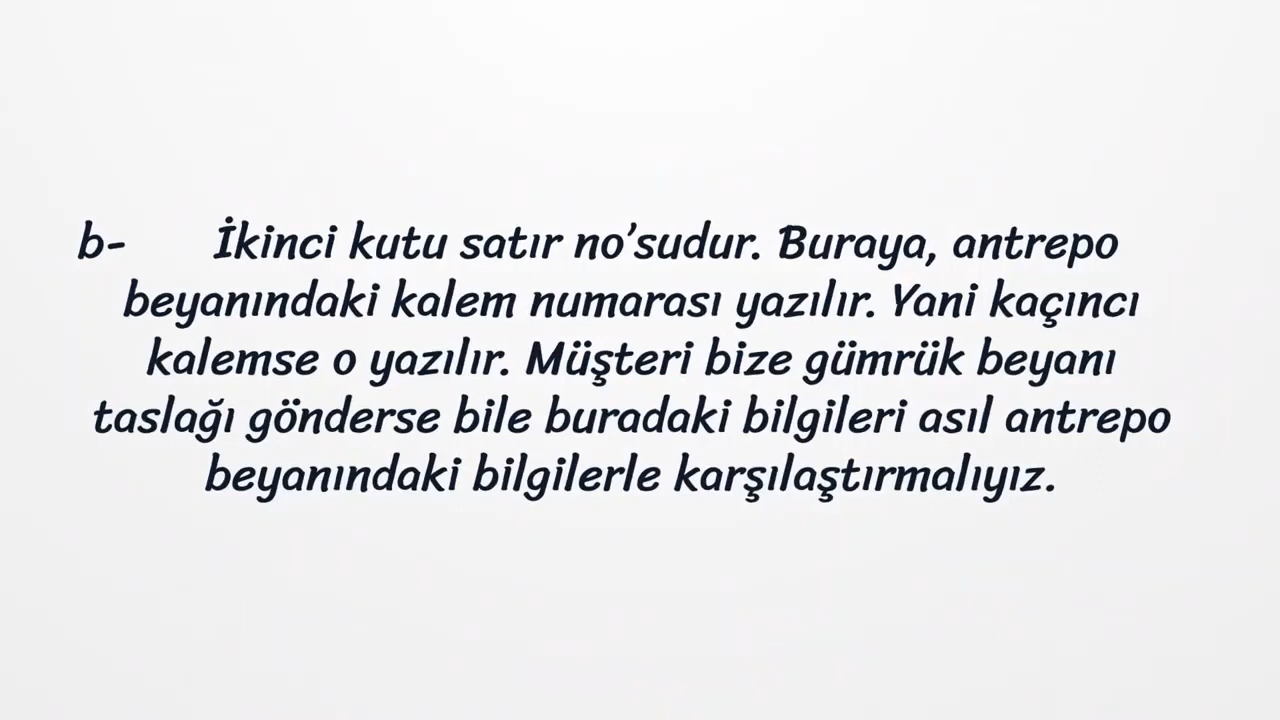 b- İkinci kutu satır no’sudur. Buraya, antrepo
beyanındaki kalem numarası yazılır. Yani kaçıncı
kalemse o yazılır. Müşteri bize gümrük beyanı
taslağı gönderse bile buradaki bilgileri asıl antrepo
beyanındaki bilgilerle karşılaştırmalıyız.